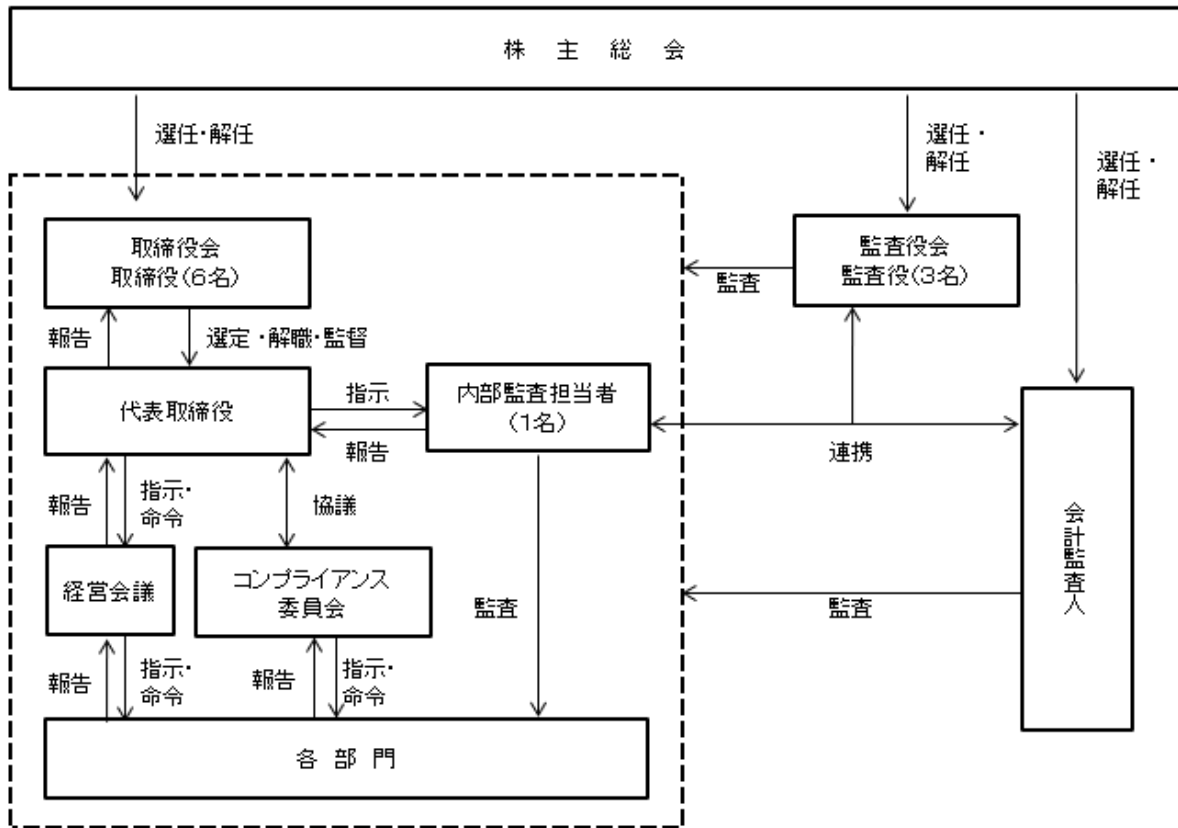 株 主 総 会
選任・解任
選任・
解任
選任・
解任
取締役会
取締役(6名)
監査役会
監査役(3名)
監査
報告
選定・解職・監督
代表取締役
指示
報告
内部監査担当者
(1名)
連携
報告
指示・
命令
協議
会計監査人
経営会議
コンプライアンス
委員会
監査
監査
報告
指示・
命令
報告
指示・
命令
各 部 門